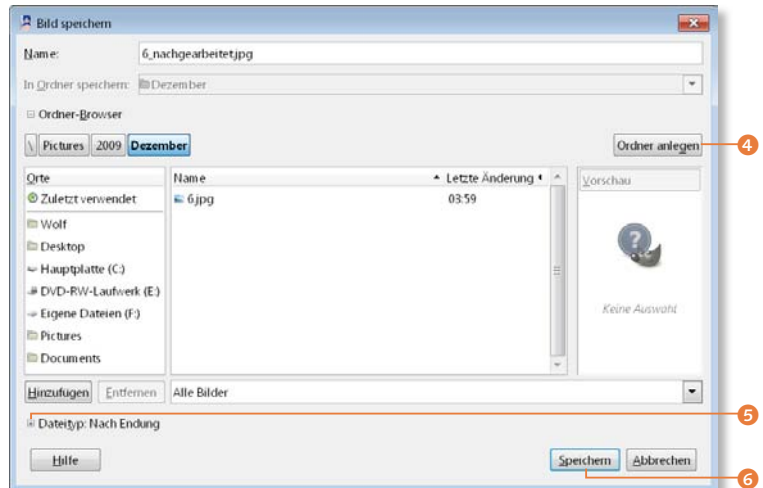 Bild speichern
Name: 6_nachgearbeitet.jpg
In Ordner speichern: Dezember
Ordner-Browser
\ Pictures 2009 Dezember Ordner anlegen 4
Orte Name Letzte Änderung Vorschau
Zuletzt verwendet 6.jpg 03:59
Wolf
Desktop
Hauptplatte (C:)
DVD-RW-Laufwerk (E:)
Eigene Dateien (F:) Keine Auswahl
Pictures
Documents
Hinzufügen Entfernen Alle Bilder
Dateityp: Nach Endung 5
Hilfe Speichern Abbrechen
6